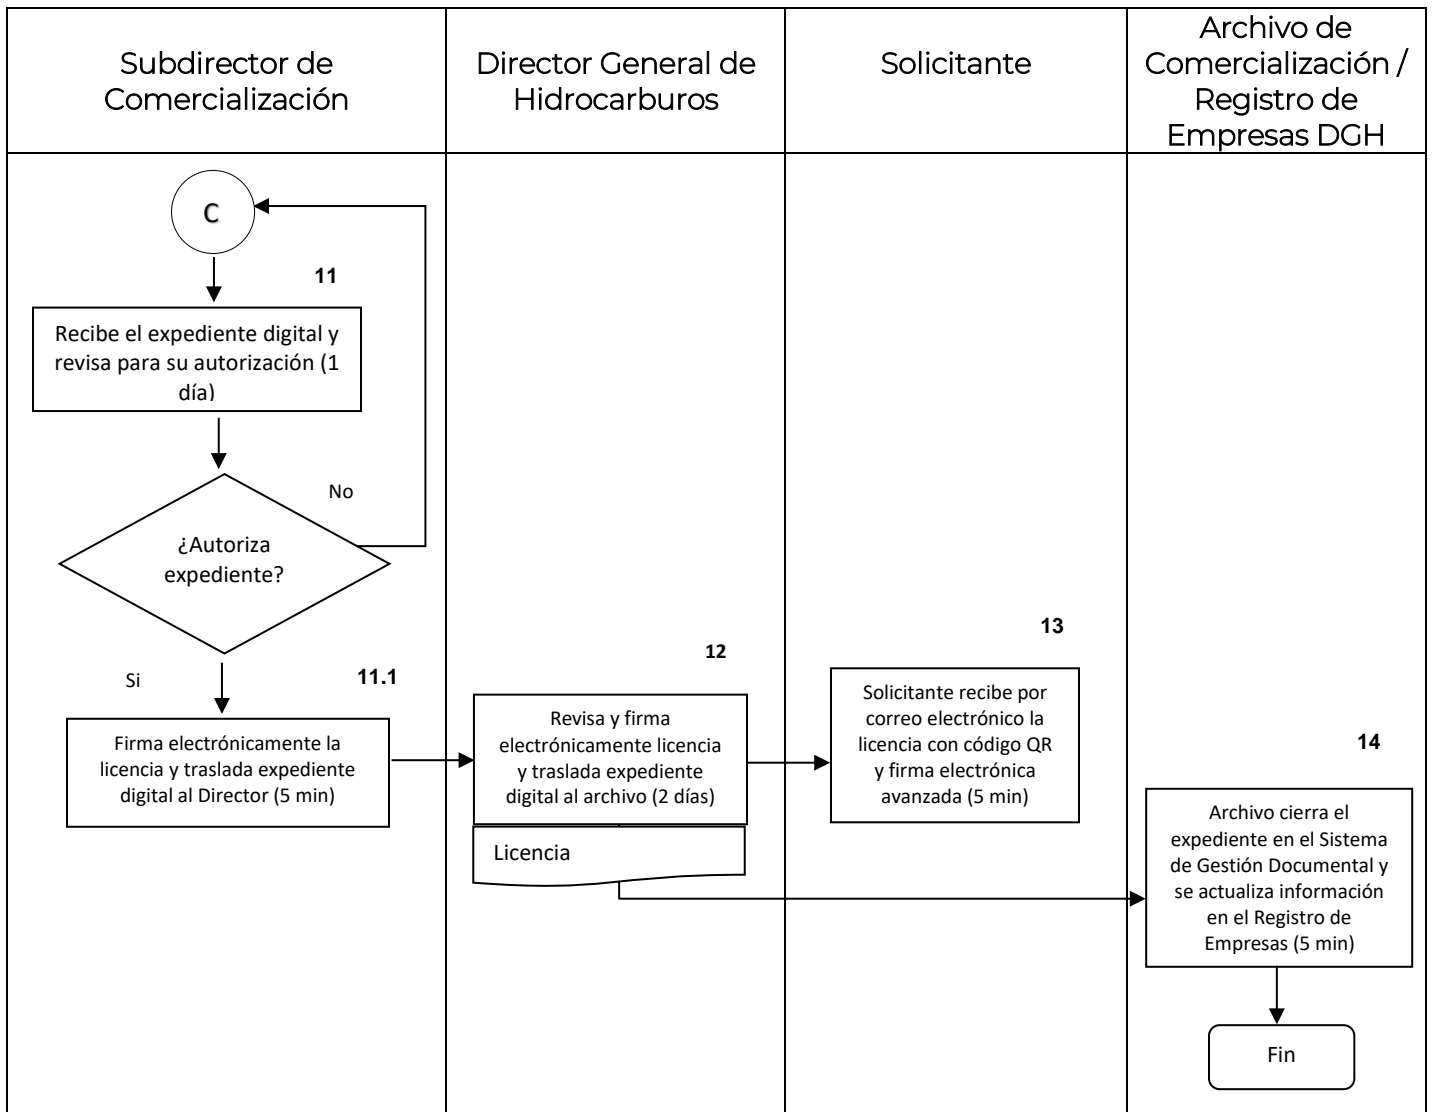 Subdirector de
Comercialización
Director General de
Hidrocarburos
Solicitante
Archivo de
Comercialización /
Registro de
Empresas DGH
C
11
Recibe el expediente digital y
revisa para su autorización (1
día)
No
¿Autoriza
expediente?
Si
11.1
Firma electrónicamente la
licencia y traslada expediente
digital al Director (5 min)
12
Revisa y firma
electrónicamente licencia
y traslada expediente
digital al archivo (2 días)
Licencia
13
Solicitante recibe por
correo electrónico la
licencia con código QR
y firma electrónica
avanzada (5 min)
14
Archivo cierra el
expediente en el Sistema
de Gestión Documental y
se actualiza información
en el Registro de
Empresas (5 min)
Fin